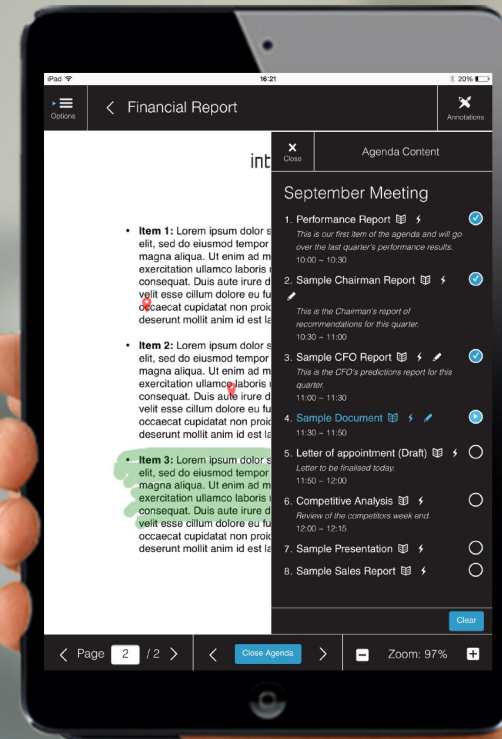 iPad
16:21
20%
Options
Financial Report
Annotations
int
Close
Agenda Content
September Meeting
• Item 1: Lorem ipsum dolor s
elit, sed do eiusmod tempor
magna aliqua. Ut enim ad m
exercitation ullamco laboris
consequat. Duis aute irure d
velit esse cillum dolore eu fu
occaecat cupidatat non proid
deserunt mollit anim id est la
• Item 2: Lorem ipsum dolor s
elit, sed do eiusmod tempor
magna aliqua. Ut enim ad m
exercitation ullamco laboris
consequat. Duis aute irure d
velit esse cillum dolore eu fu
occaecat cupidatat non proid
deserunt mollit anim id est la
• Item 3: Lorem ipsum dolor s
elit, sed do eiusmod tempor
magna aliqua. Ut enim ad m
exercitation ullamco laboris
consequat. Duis aute irure d
velit esse cillum dolore eu fu
occaecat cupidatat non proid
deserunt mollit anim id est la
1. Performance Report
This is our first item of the agenda and will go
over the last quarter's performance results.
10:00 – 10:30
2. Sample Chairman Report
This is the Chairman's report of
recommendations for this quarter.
10:30 – 11:00
3. Sample CFO Report
This is the CFO's predictions report for this
quarter.
11:00 – 11:30
4. Sample Document
11:30 – 11:50
5. Letter of appointment (Draft)
Letter to be finalised today.
11:50 – 12:00
6. Competitive Analysis
Review of the competitors week end.
12:00 – 12:15
7. Sample Presentation
8. Sample Sales Report
Clear
Page 2 / 2
Close Agenda
Zoom: 97%